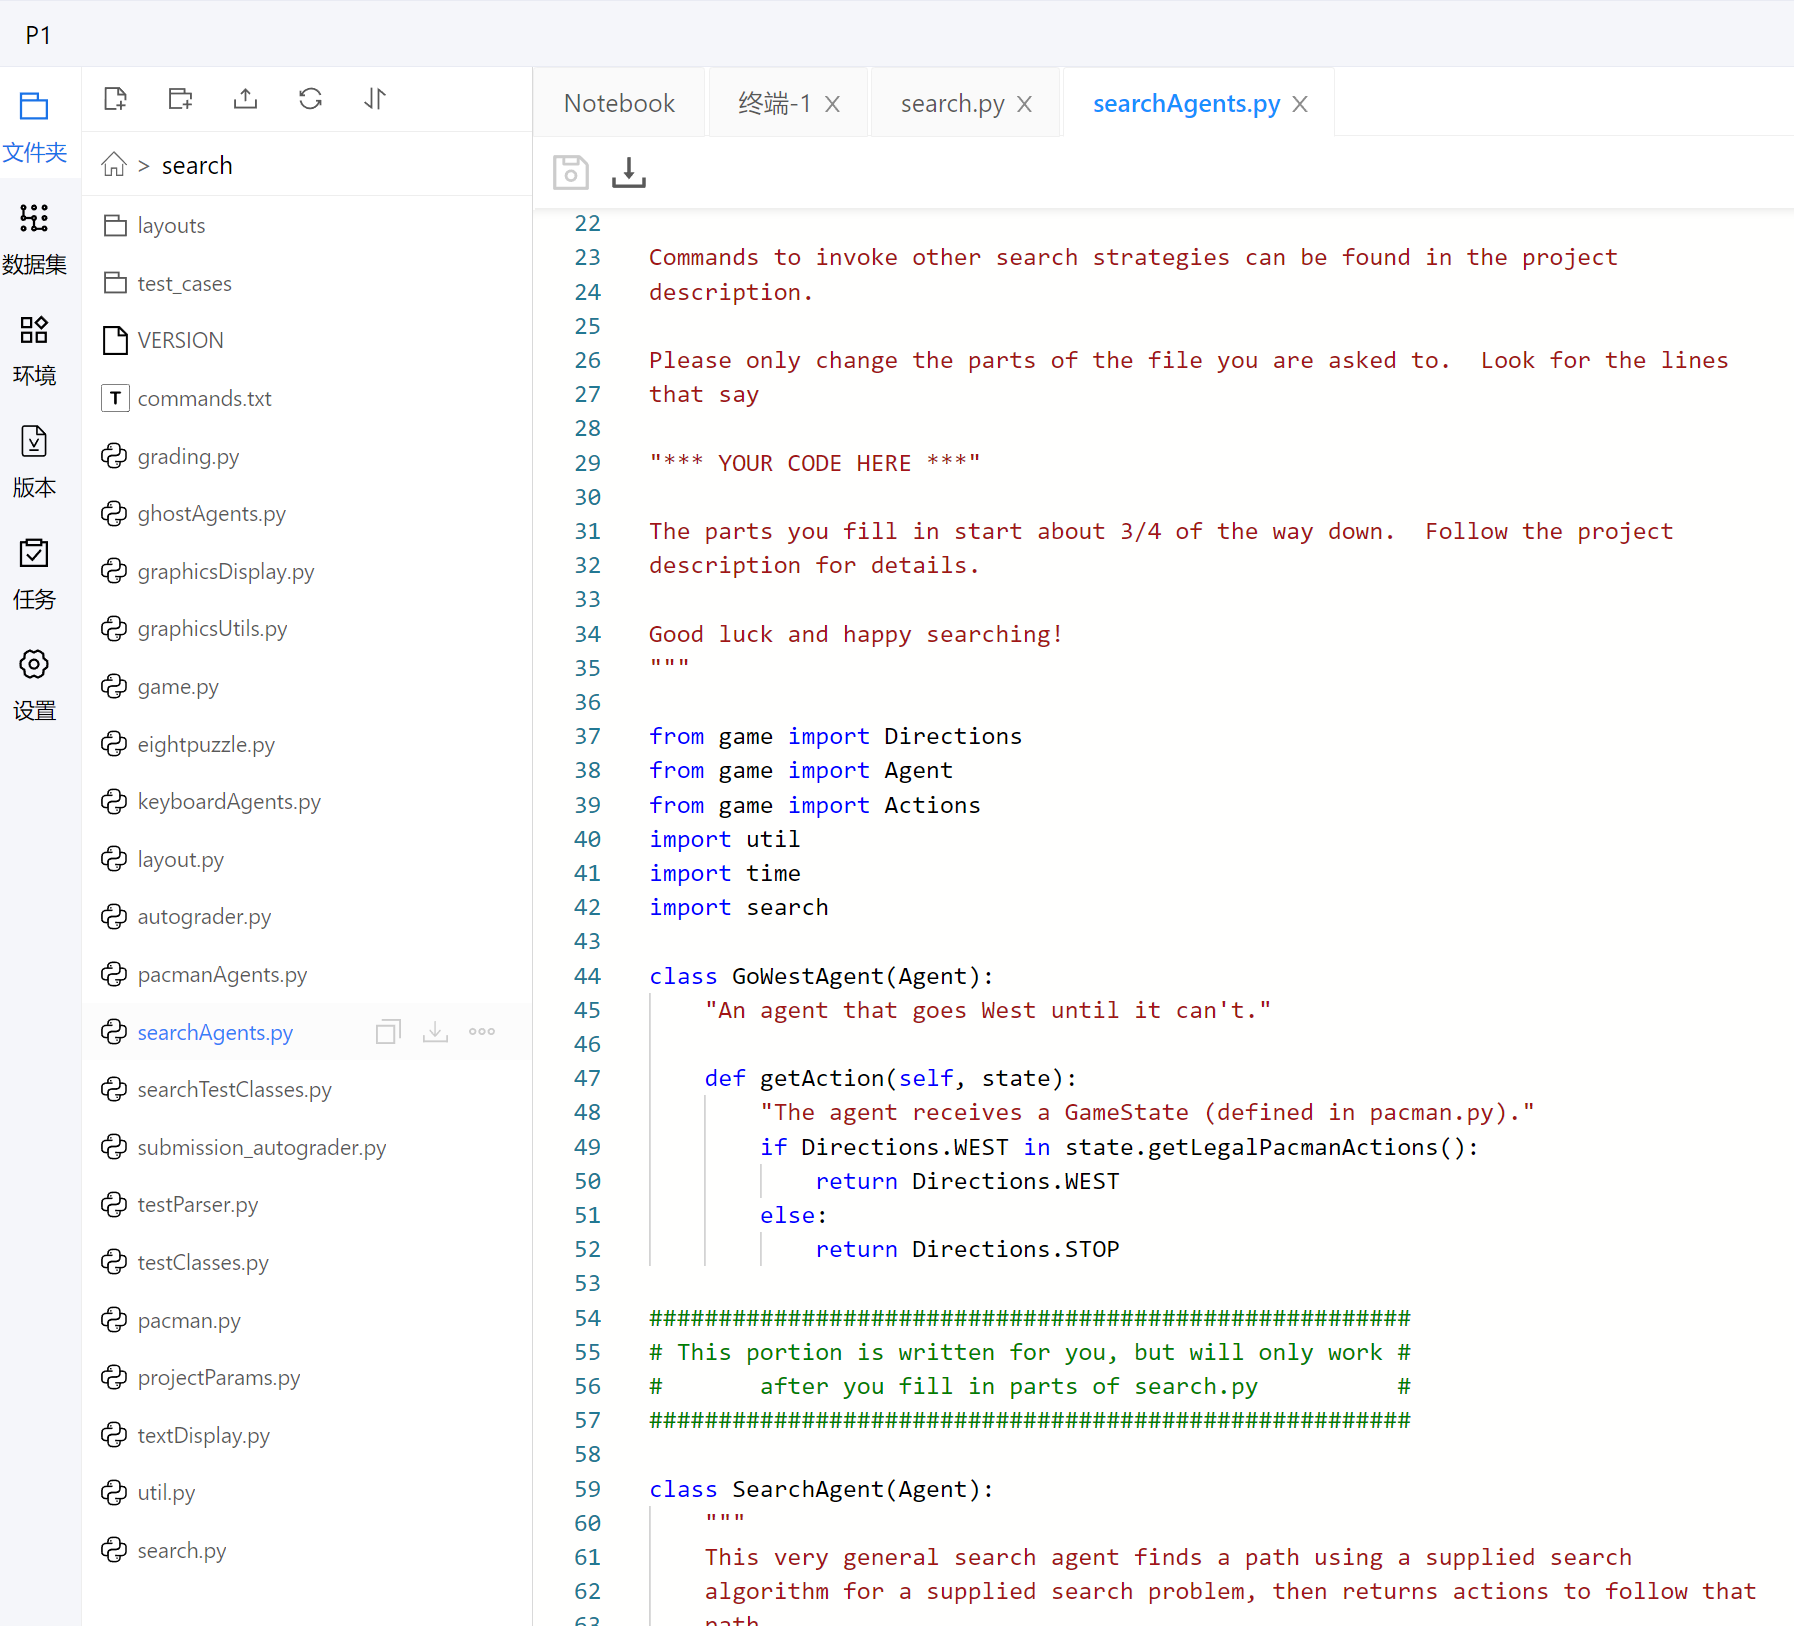 P1
文件夹
数据集
环境
版本
任务
设置
> search
layouts
test_cases
VERSION
T commands.txt
grading.py
ghostAgents.py
graphicsDisplay.py
graphicsUtils.py
game.py
eightpuzzle.py
keyboardAgents.py
layout.py
autograder.py
pacmanAgents.py
searchAgents.py
searchTestClasses.py
submission_autograder.py
testParser.py
testClasses.py
pacman.py
projectParams.py
textDisplay.py
util.py
search.py
Notebook 终端-1 X search.py X searchAgents.py X
22
23 Commands to invoke other search strategies can be found in the project
24 description.
25
26 Please only change the parts of the file you are asked to.  Look for the lines
27 that say
28
29 "*** YOUR CODE HERE ***"
30
31 The parts you fill in start about 3/4 of the way down.  Follow the project
32 description for details.
33
34 Good luck and happy searching!
35 """
36
37 from game import Directions
38 from game import Agent
39 from game import Actions
40 import util
41 import time
42 import search
43
44 class GoWestAgent(Agent):
45     "An agent that goes West until it can't."
46
47     def getAction(self, state):
48         "The agent receives a GameState (defined in pacman.py)."
49         if Directions.WEST in state.getLegalPacmanActions():
50             return Directions.WEST
51         else:
52             return Directions.STOP
53
54 #######################################################
55 # This portion is written for you, but will only work #
56 #       after you fill in parts of search.py          #
57 #######################################################
58
59 class SearchAgent(Agent):
60     """
61     This very general search agent finds a path using a supplied search
62     algorithm for a supplied search problem, then returns actions to follow that
63     path